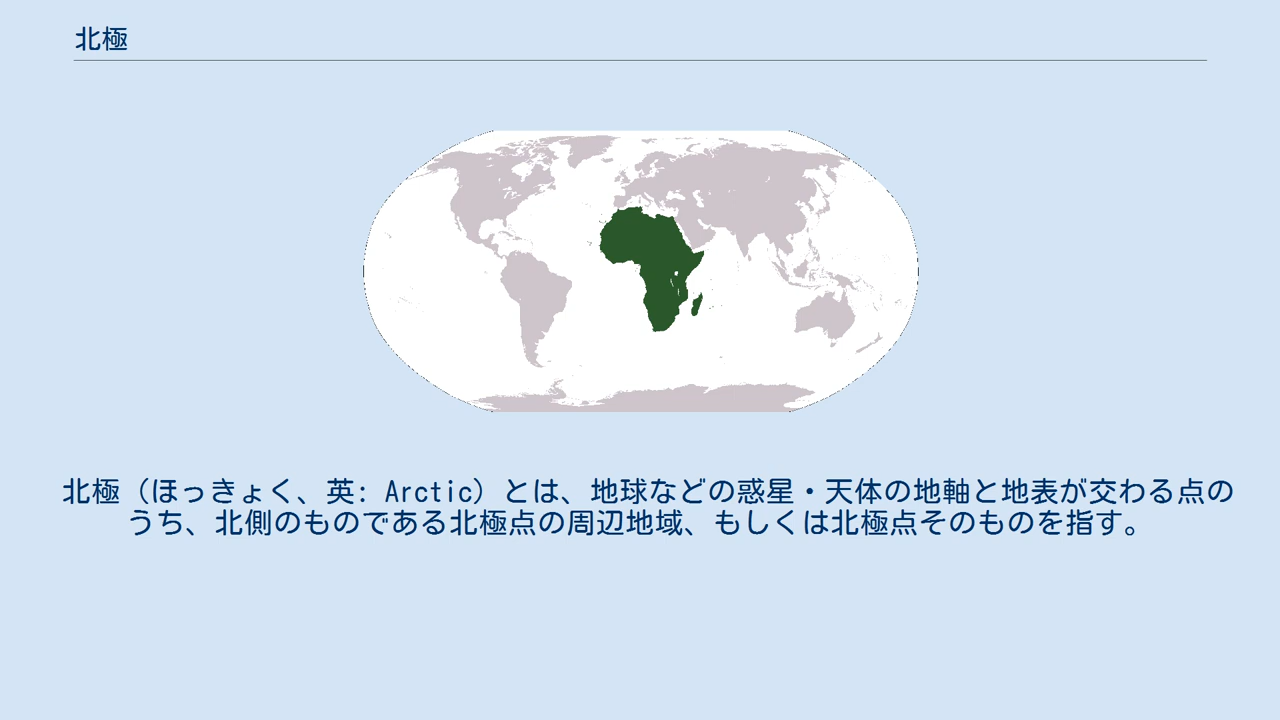 北極
北極（ほっきょく、英: Arctic）とは、地球などの惑星・天体の地軸と地表が交わる点の
うち、北側のものである北極点の周辺地域、もしくは北極点そのものを指す。